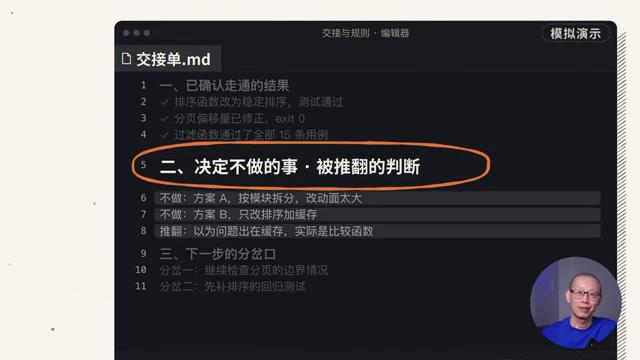 交接与规则 · 编辑器
模拟演示
交接单.md
1 一、已确认走通的结果
2 ✓ 排序函数改为稳定排序，测试通过
3 ✓ 分页偏移量已修正，exit 0
4 ✓ 过滤函数通过了全部 15 条用例
5 二、决定不做的事 · 被推翻的判断
6 不做：方案 A，按模块拆分，改动面太大
7 不做：方案 B，只改排序加缓存
8 推翻：以为问题出在缓存，实际是比较函数
9 三、下一步的分岔口
10 分岔一：继续检查分页的边界情况
11 分岔二：先补排序的回归测试